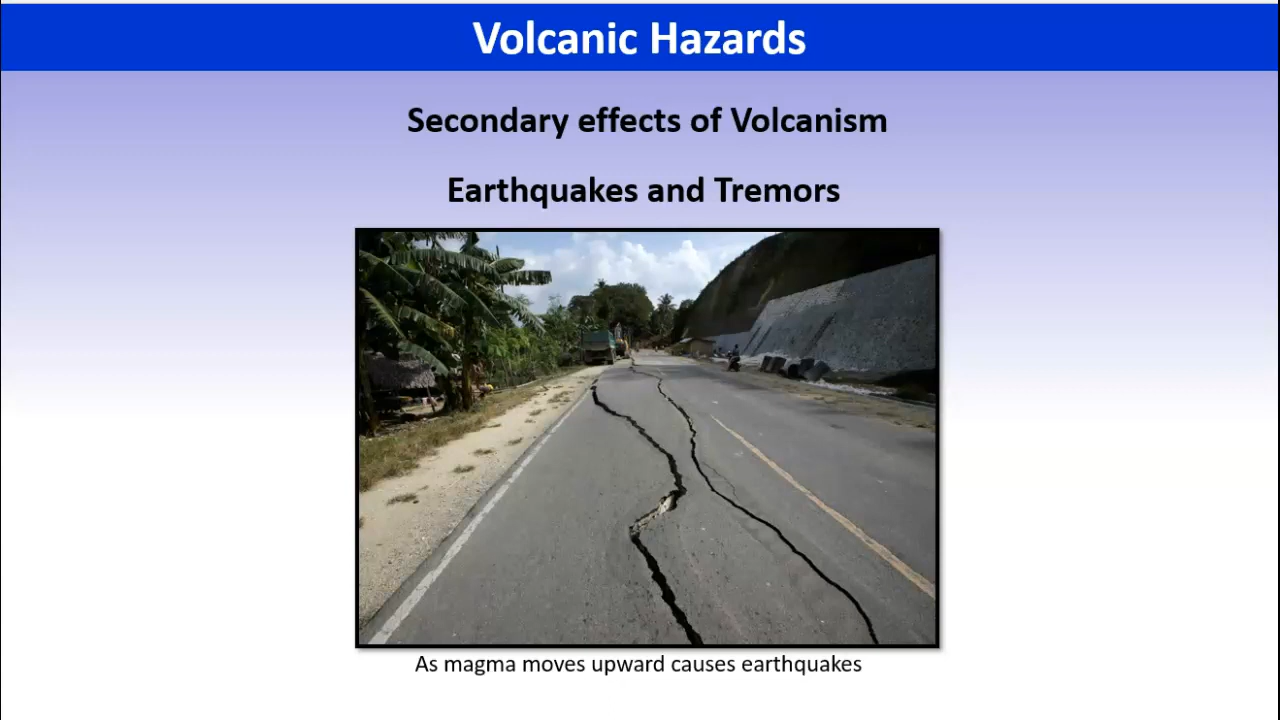 Volcanic Hazards
Secondary effects of Volcanism
Earthquakes and Tremors
As magma moves upward causes earthquakes